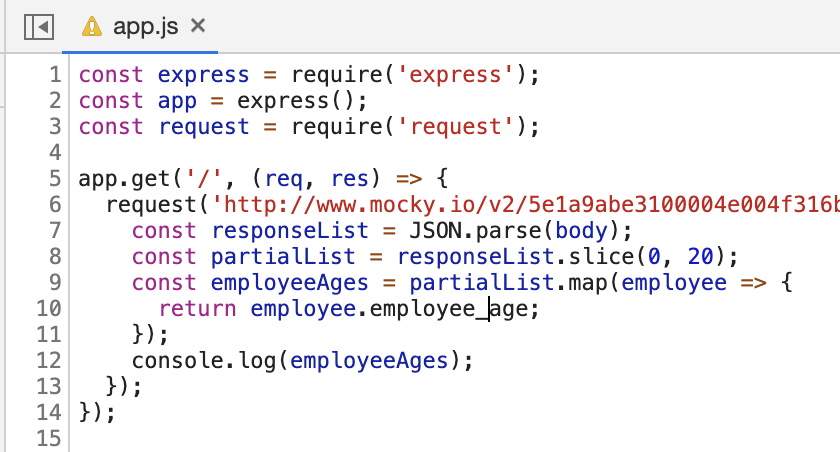 app.js ×
1 const express = require('express');
2 const app = express();
3 const request = require('request');
4
5 app.get('/', (req, res) => {
6   request('http://www.mocky.io/v2/5e1a9abe3100004e004f316b
7     const responseList = JSON.parse(body);
8     const partialList = responseList.slice(0, 20);
9     const employeeAges = partialList.map(employee => {
10       return employee.employee_age;
11     });
12     console.log(employeeAges);
13   });
14 });
15